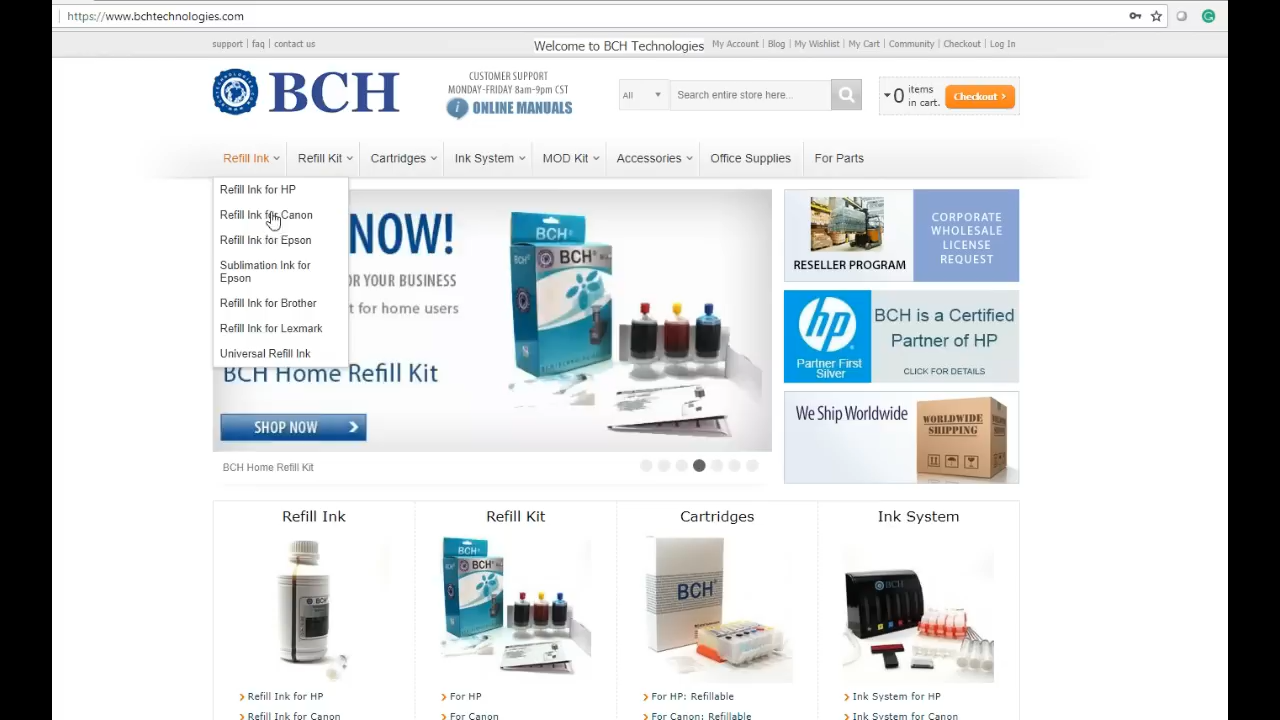 https://www.bchtechnologies.com
support | faq | contact us
Welcome to BCH Technologies
My Account | Blog | My Wishlist | My Cart | Community | Checkout | Log In
BCH
CUSTOMER SUPPORT
MONDAY-FRIDAY 8am-9pm CST
ONLINE MANUALS
All
Search entire store here...
0 items in cart.
Checkout >
Refill Ink
Refill Kit
Cartridges
Ink System
MOD Kit
Accessories
Office Supplies
For Parts
Refill Ink for HP
Refill Ink for Canon
Refill Ink for Epson
Sublimation Ink for
Epson
Refill Ink for Brother
Refill Ink for Lexmark
Universal Refill Ink
NOW!
OR YOUR BUSINESS
t for home users
BCH Home Refill Kit
SHOP NOW
BCH
BCH
BCH Home Refill Kit
RESELLER PROGRAM
CORPORATE
WHOLESALE
LICENSE
REQUEST
hp
Partner First
Silver
BCH is a Certified
Partner of HP
CLICK FOR DETAILS
We Ship Worldwide
WORLDWIDE
SHIPPING
Refill Ink
Refill Kit
Cartridges
Ink System
BCH
BCH
BCH
BCH
Refill Ink for HP
For HP
For HP: Refillable
Ink System for HP
Refill Ink for Canon
For Canon
For Canon: Refillable
Ink System for Canon